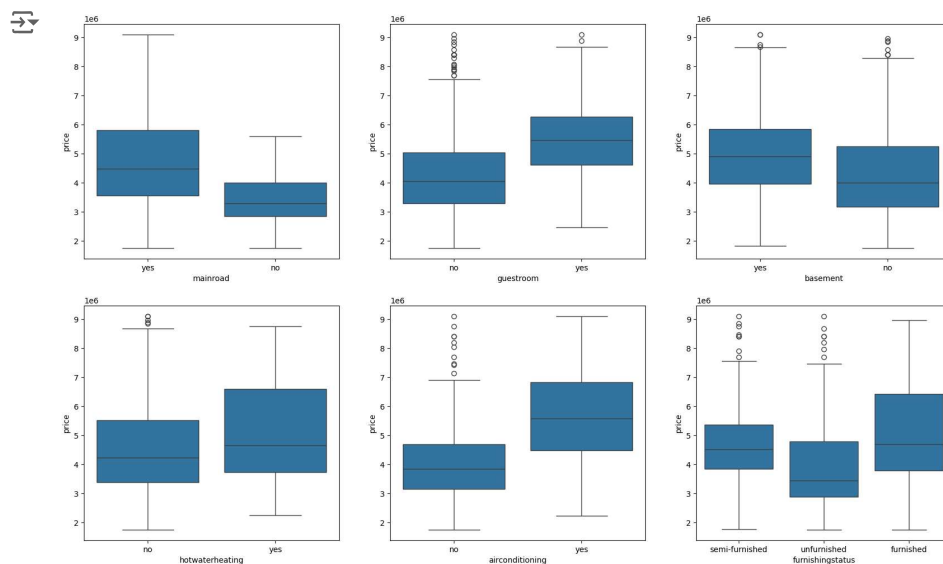 1e6
9
8
7
6
5
4
3
2
price
yes no
mainroad
1e6
9
8
7
6
5
4
3
2
price
no yes
guestroom
1e6
9
8
7
6
5
4
3
2
price
yes no
basement
1e6
9
8
7
6
5
4
3
2
price
no yes
hotwaterheating
1e6
9
8
7
6
5
4
3
2
price
no yes
airconditioning
1e6
9
8
7
6
5
4
3
2
price
semi-furnished unfurnished furnished
furnishingstatus